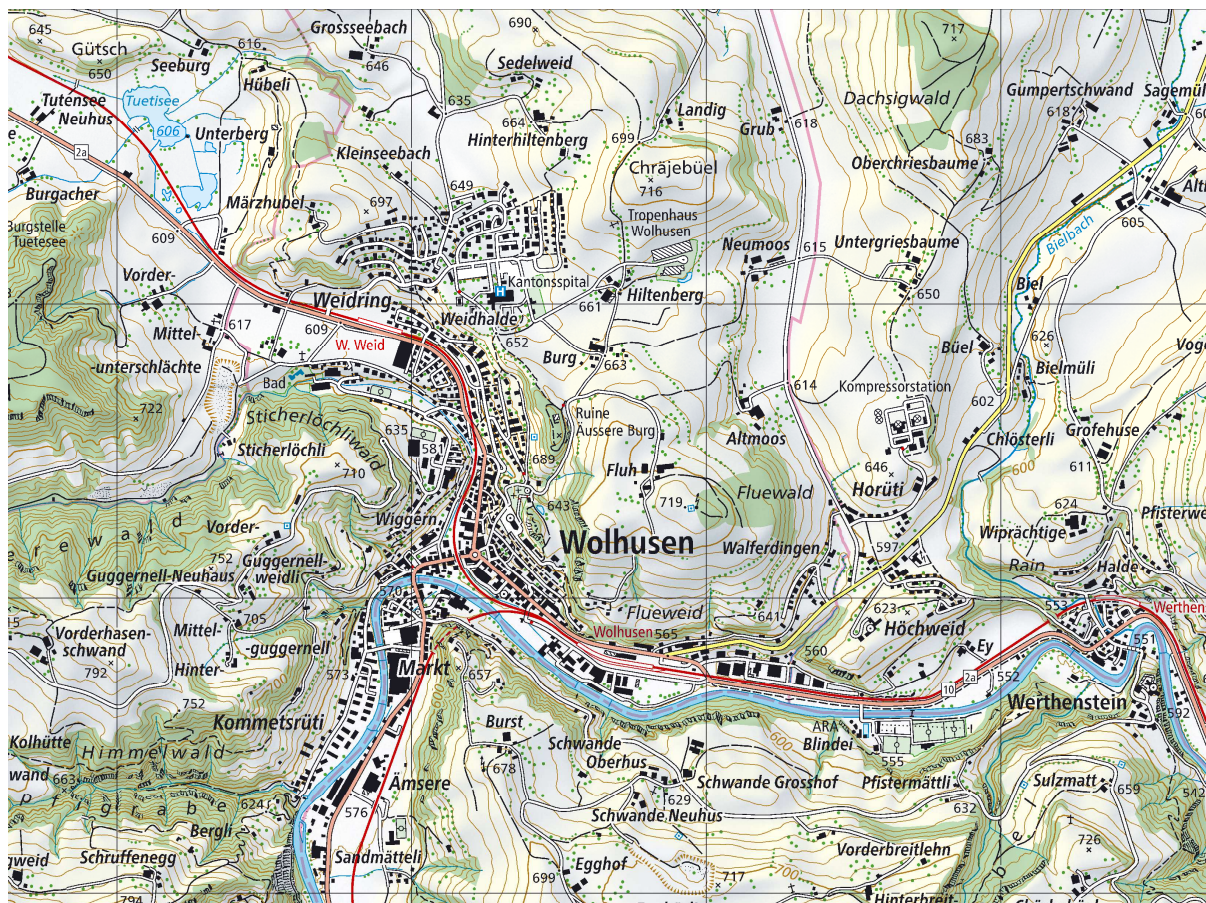 645
Gütsch
650
Seeburg
616
Grossseebach
646
690
Sedelweid
717
Hübeli
Tutensee
Neuhus
Tuetisee
606
Unterberg
635
664
Hinterhiltenberg
699
Landig
Grub
618
Dachsigwald
Gumpertschwand
618
Sagemül
2a
Kleinseebach
683
Oberchriesbaume
Chräjebüel
716
Burgacher
Märzhubel
697
649
Burgstelle
Tuetesee
609
Tropenhaus
Wolhusen
Neumoos
615
Untergriesbaume
605
Bielbach
Vorder-
Weidring
Kantonsspital
H
661
Hiltenberg
650
Biel
Weidhalde
Mittel-
617
609
W. Weid
652
Burg
663
626
Büel
-unterschlächte
Bad
614
Kompressorstation
Bielmüli
602
722
Sticherlöchliwald
Ruine
Äussere Burg
Altmoos
Chlösterli
Grofehuse
635
581
689
Sticherlöchli
710
Fluh
719
Fluewald
646
Horüti
600
611
643
624
Vorder-
Wiggern
Wolhusen
Walferdingen
597
Wiprächtige
752
Guggernell-
weidli
Guggernell-Neuhaus
Rain
Halde
570
Flueweid
641
623
553
Vorderhasen-
schwand
792
Mittel-
705
-guggernell
Hinter-
Wolhusen
565
Höchweid
551
Markt
657
560
Ey
573
10
2a
552
752
Kommetsrüti
Burst
Werthenstein
592
Kolhütte
Himmelwald
Schwande
Oberhus
600
ARA
Blindei
555
663
678
Ämsere
Schwande Grosshof
Pfistermättli
Sulzmatt
659
624
576
629
Schwande Neuhus
632
542
Bergli
726
Schruffenegg
Sandmätteli
Egghof
Vorderbreitlehn
699
717
700
794